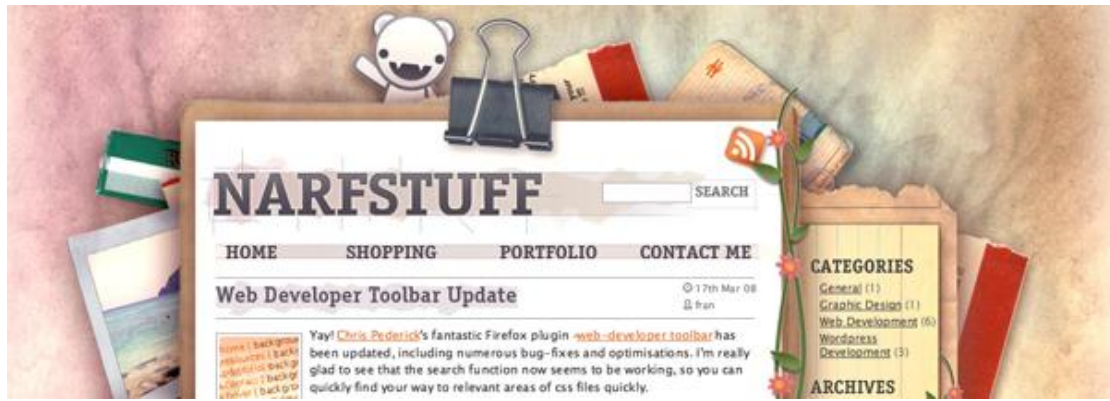 NARFSTUFF
SEARCH
HOME SHOPPING PORTFOLIO CONTACT ME
Web Developer Toolbar Update
17th Mar 08
fran
Yay! Chris Pederick's fantastic Firefox plugin -web-developer toolbar has
been updated, including numerous bug-fixes and optimisations. I'm really
glad to see that the search function now seems to be working, so you can
quickly find your way to relevant areas of css files quickly.
CATEGORIES
General (1)
Graphic Design (1)
Web Development (6)
Wordpress
Development (3)
ARCHIVES